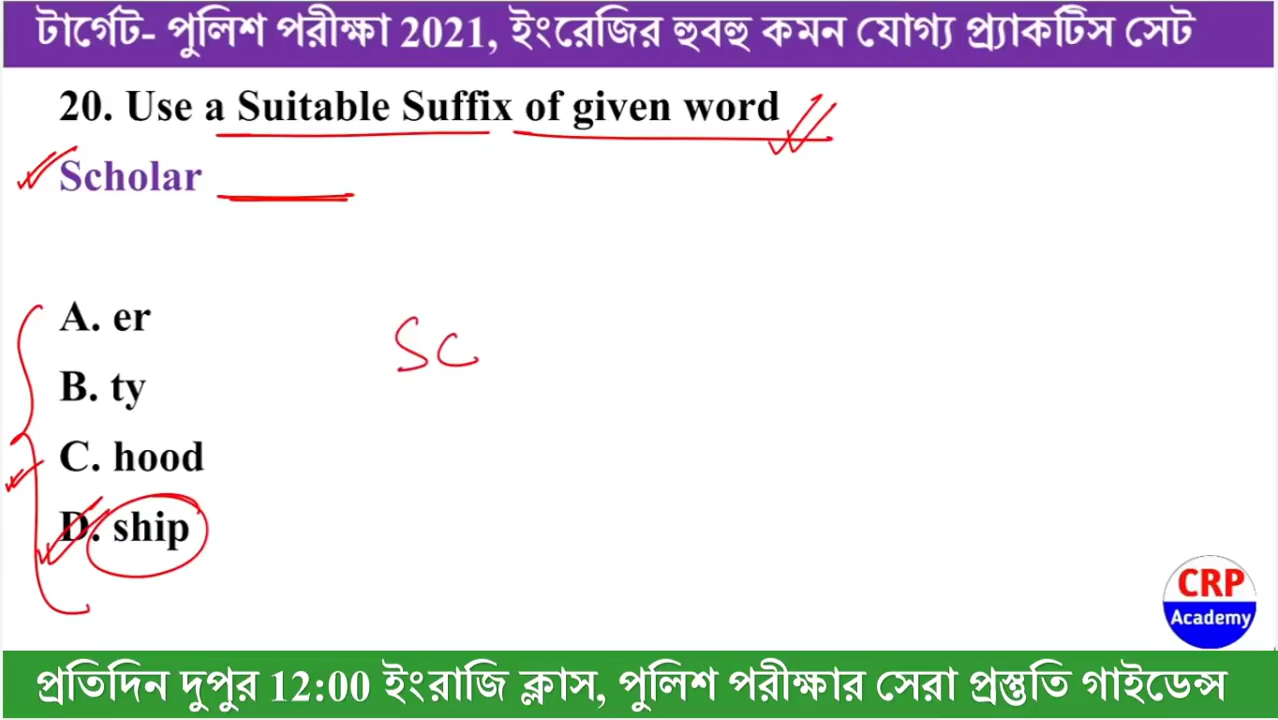 টার্গেট- পুলিশ পরীক্ষা 2021, ইংরেজির হুবহু কমন যোগ্য প্র্যাকটিস সেট
20. Use a Suitable Suffix of given word
Scholar
A. er
B. ty
SC
C. hood
D. ship
CRP
Academy
প্রতিদিন দুপুর 12:00 ইংরাজি ক্লাস, পুলিশ পরীক্ষার সেরা প্রস্তুতি গাইডেন্স